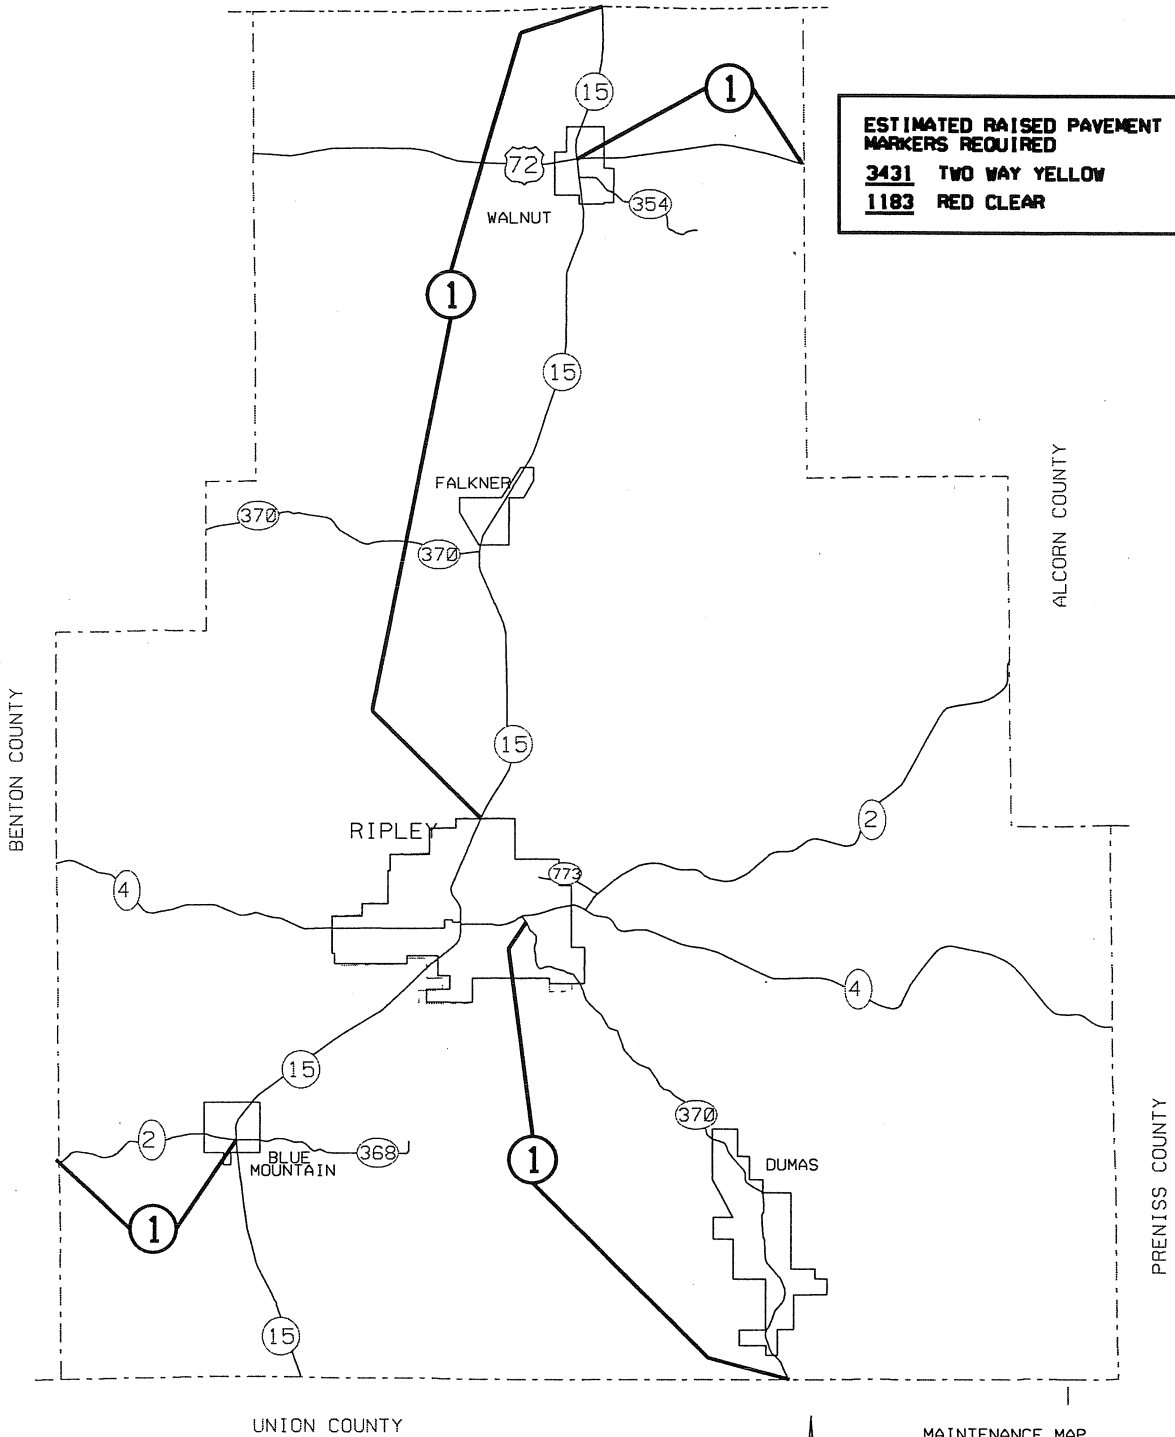 15
1
ESTIMATED RAISED PAVEMENT
MARKERS REQUIRED
3431 TWO WAY YELLOW
1183 RED CLEAR
72
354
WALNUT
1
15
FALKNER
370
370
ALCORN COUNTY
BENTON COUNTY
15
RIPLEY
2
773
4
4
15
370
2
368
BLUE
MOUNTAIN
1
DUMAS
PRENISS COUNTY
1
15
UNION COUNTY
MAINTENANCE MAP